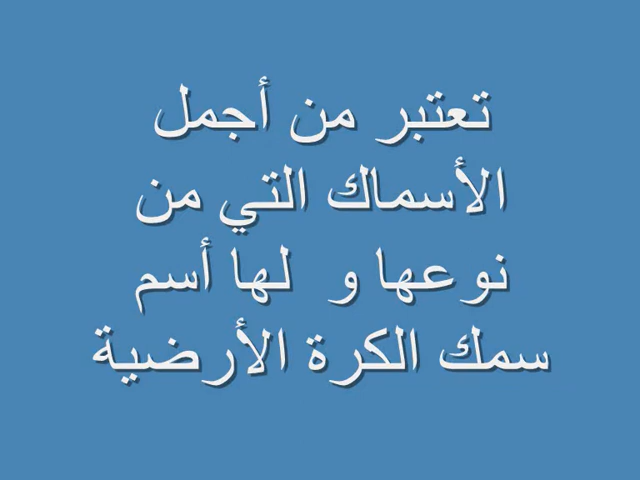 تعتبر من أجمل
الأسماك التي من
نوعها و لها أسم
سمك الكرة الأرضية